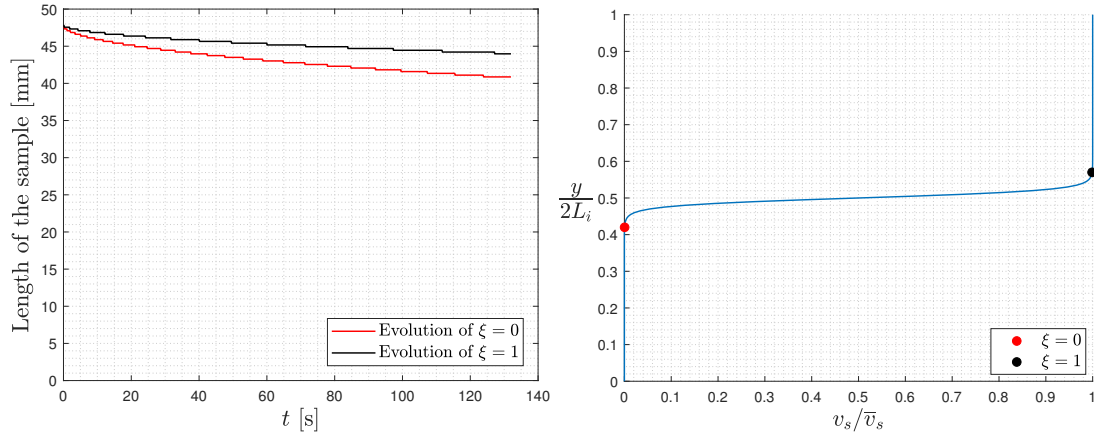 Length of the sample [mm]
50
45
40
35
30
25
20
15
10
5
0
Evolution of ξ = 0
Evolution of ξ = 1
0 20 40 60 80 100 120 140
t [s]
y
2L_i
1
0.9
0.8
0.7
0.6
0.5
0.4
0.3
0.2
0.1
0
ξ = 0
ξ = 1
0 0.1 0.2 0.3 0.4 0.5 0.6 0.7 0.8 0.9 1
v_s/v̅_s